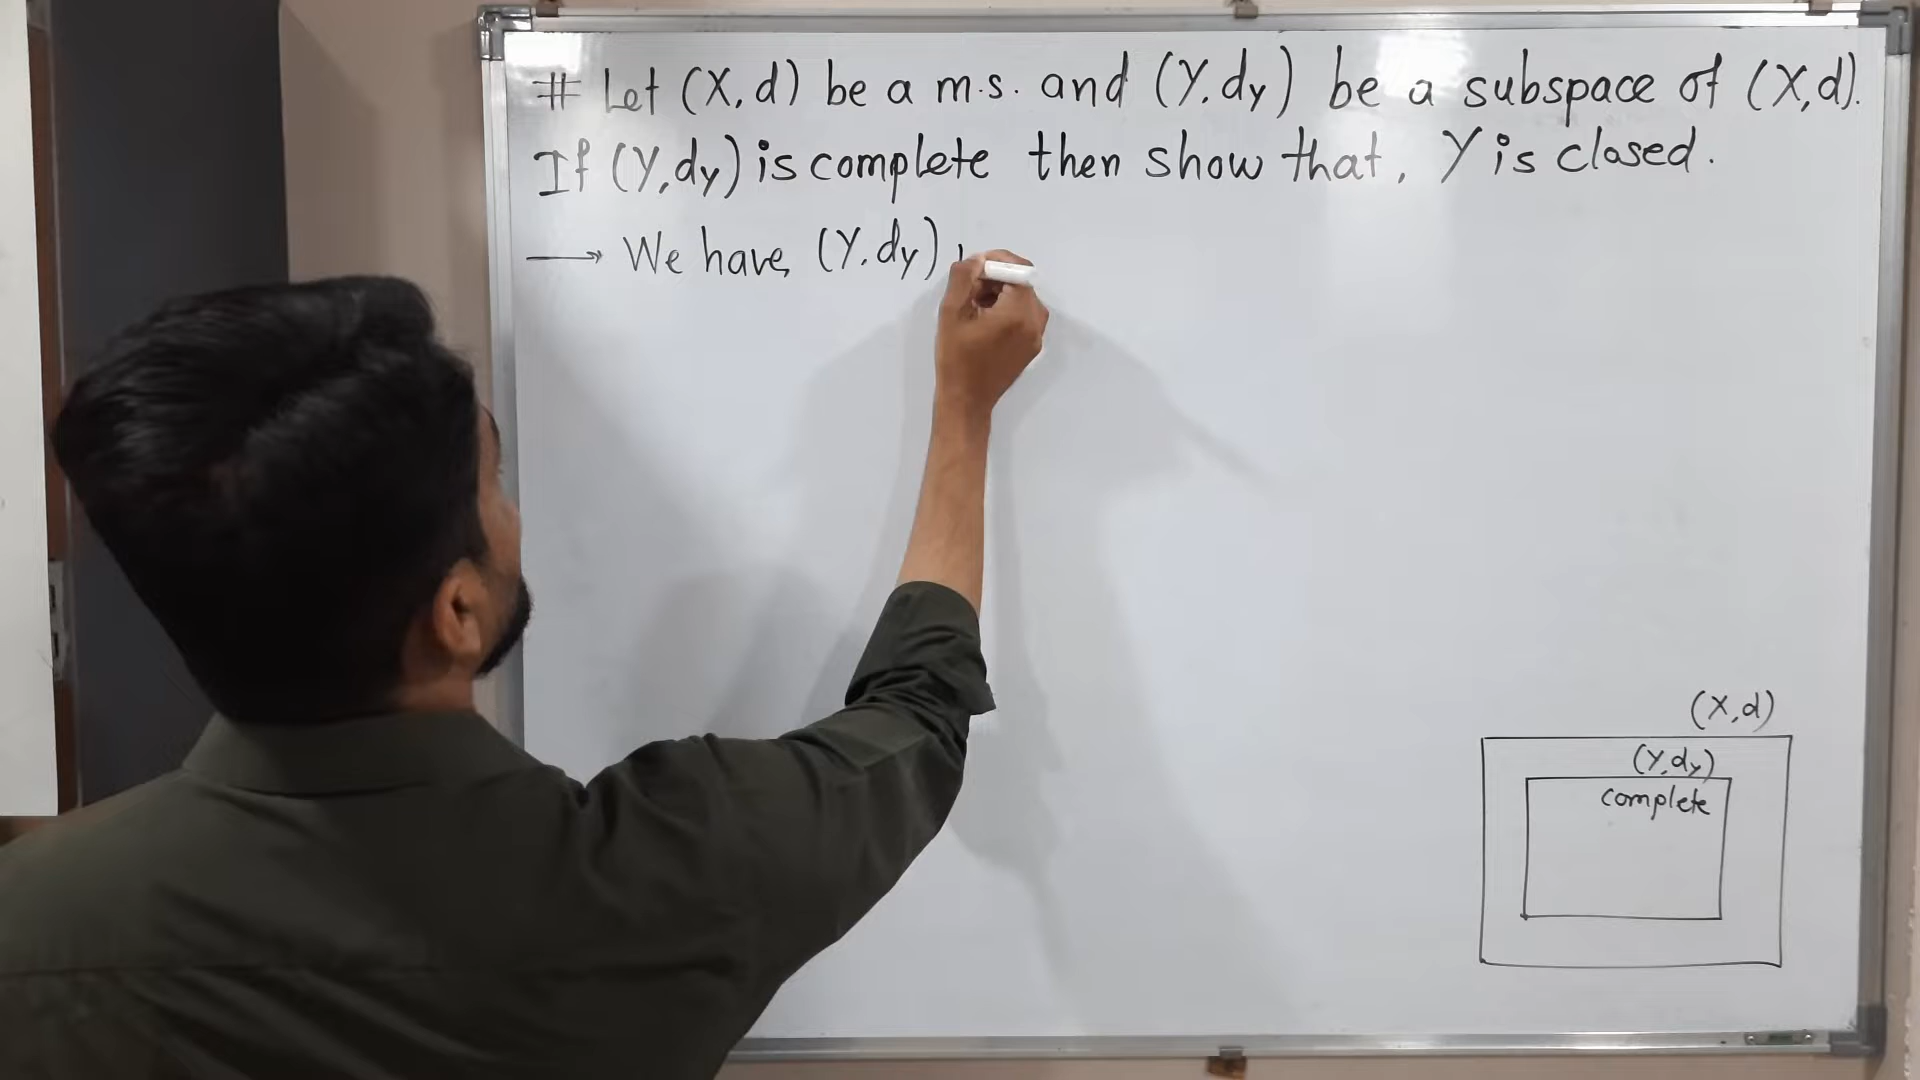 # Let (X, d) be a m.s. and (Y, dy) be a subspace of (X, d).
If (Y, dy) is complete then show that, Y is closed.
→ We have, (Y, dy)
(X, d)
(Y, dy)
complete